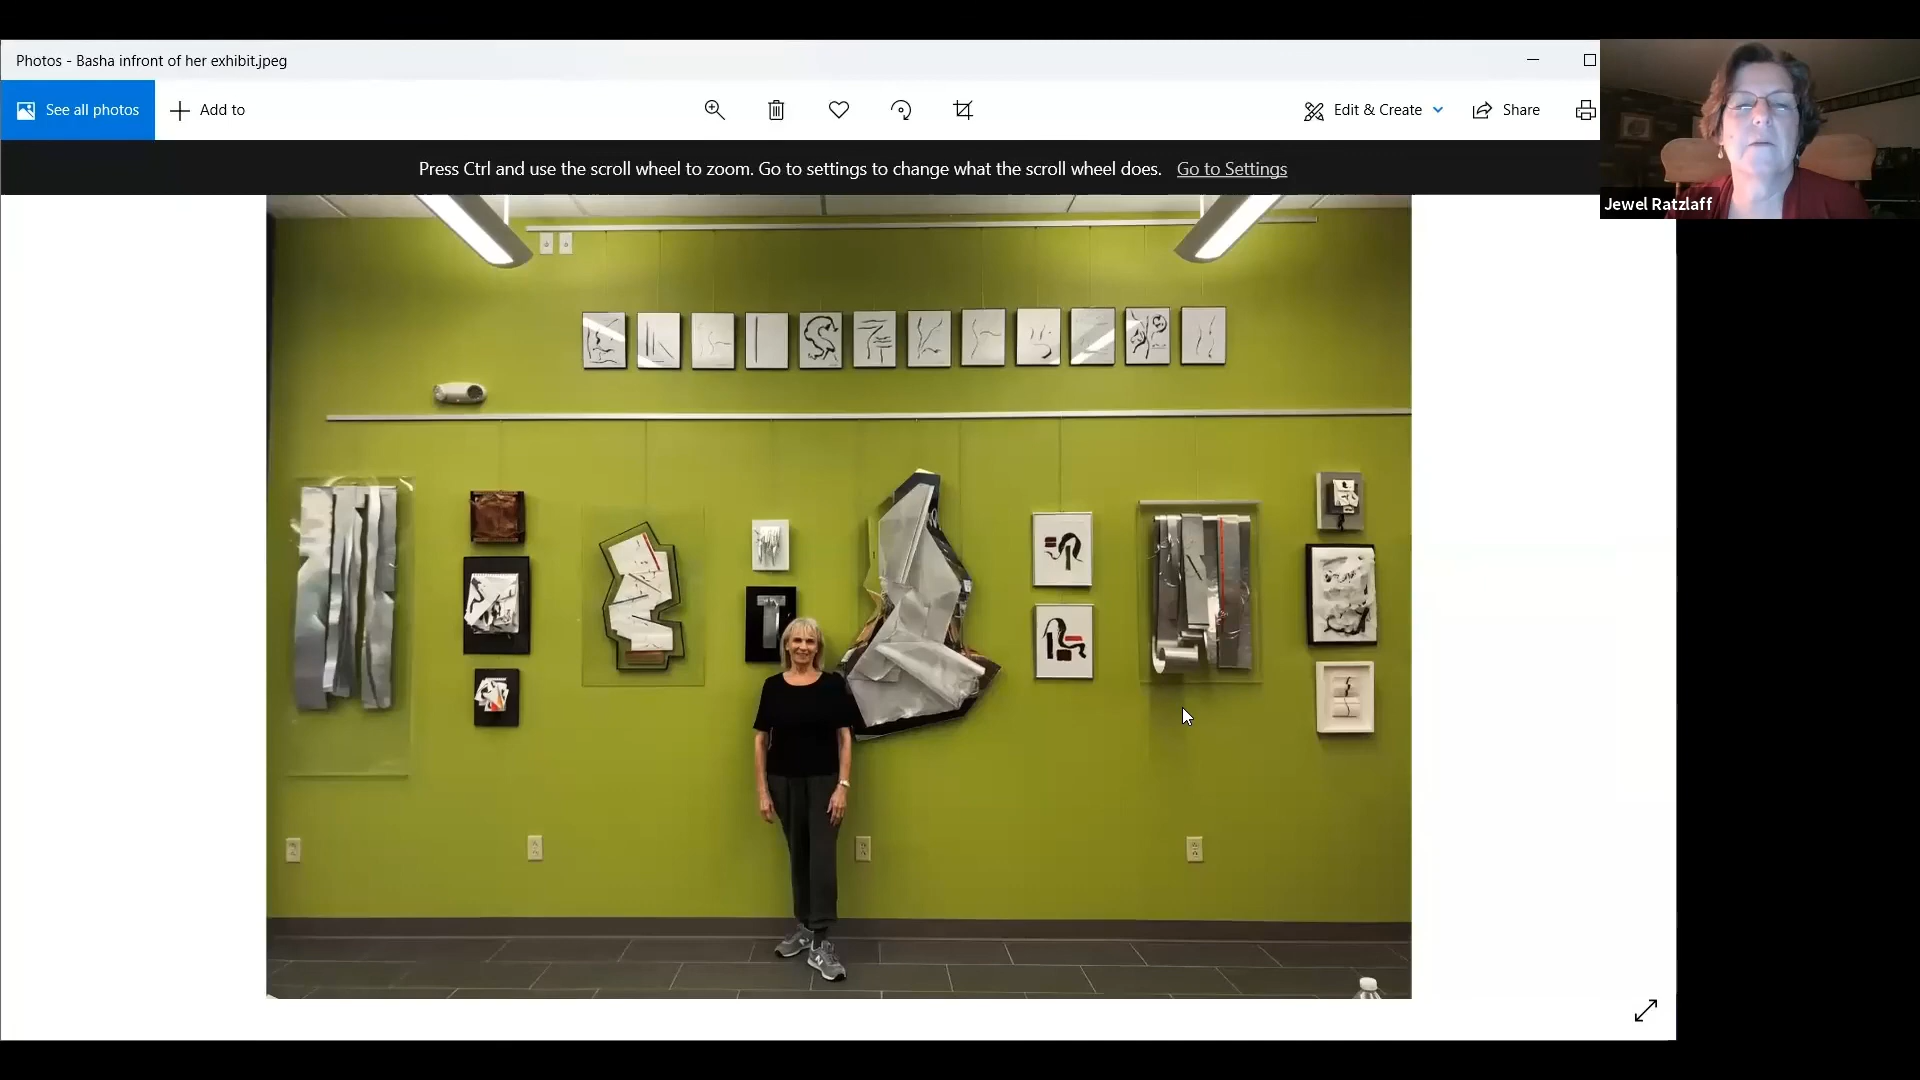 Photos - Basha infront of her exhibit.jpeg
See all photos
Add to
Edit & Create
Share
Press Ctrl and use the scroll wheel to zoom. Go to settings to change what the scroll wheel does. Go to Settings
Jewel Ratzlaff
N